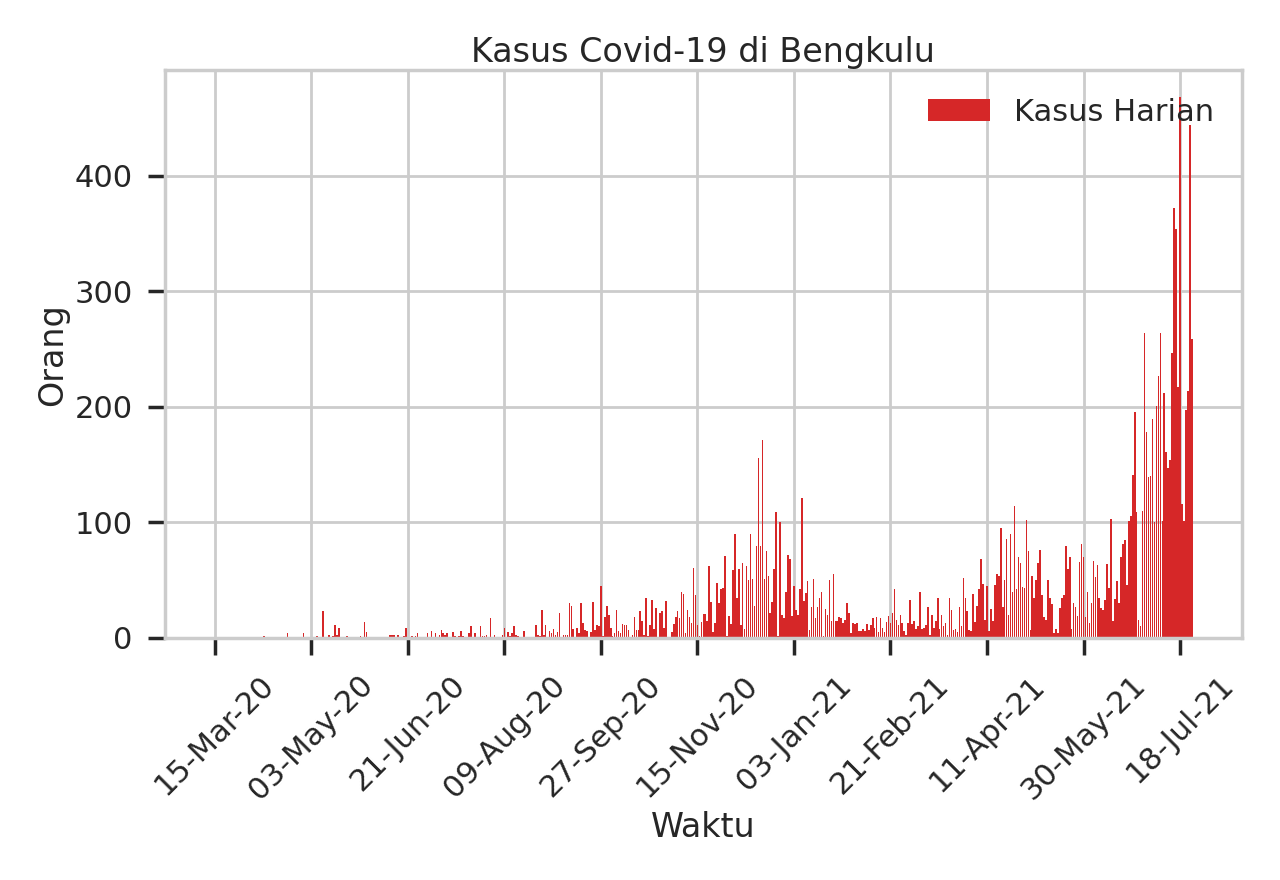 Kasus Covid-19 di Bengkulu
Kasus Harian
Orang
400
300
200
100
0
15-Mar-20
03-May-20
21-Jun-20
09-Aug-20
27-Sep-20
15-Nov-20
03-Jan-21
21-Feb-21
11-Apr-21
30-May-21
18-Jul-21
Waktu